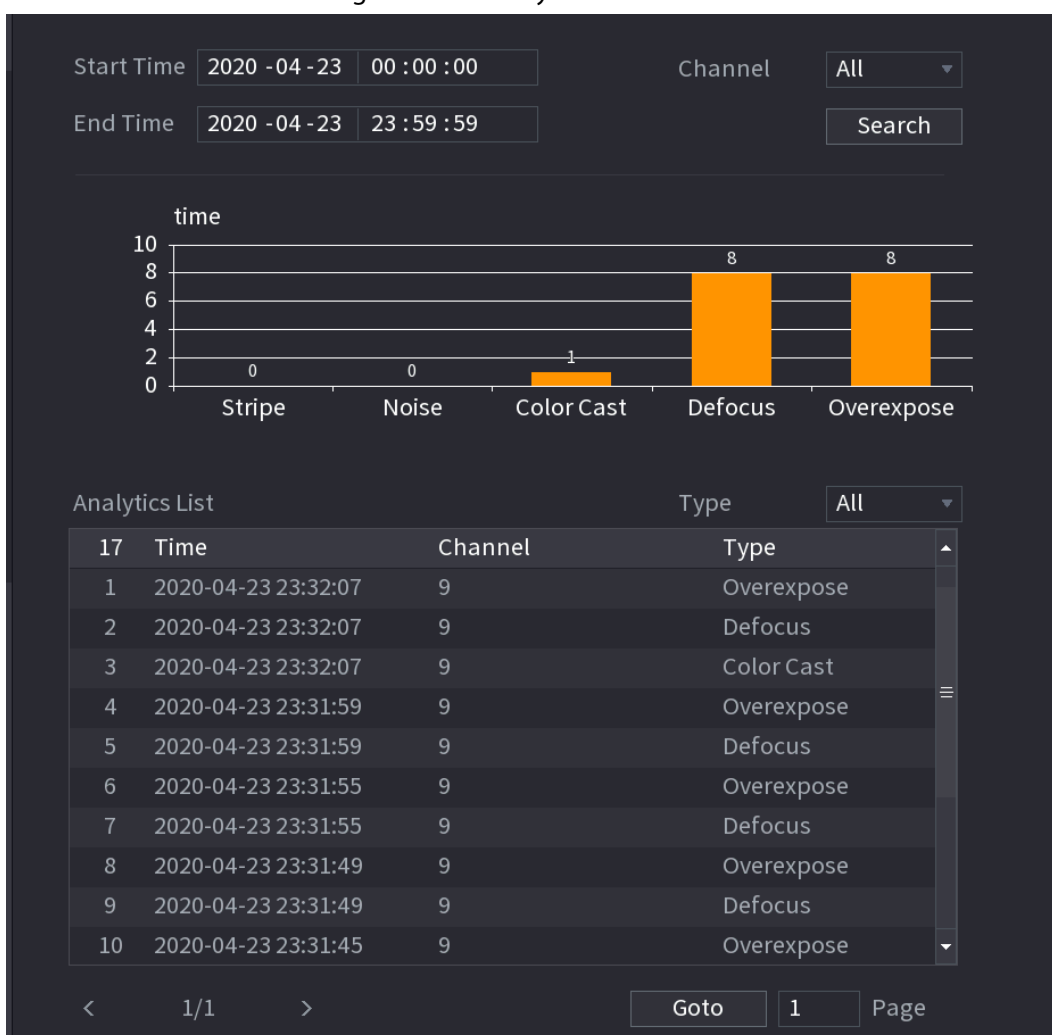 Start Time 2020 -04 -23 00 : 00 : 00 Channel All
End Time 2020 -04 -23 23 : 59 : 59 Search
time
10
8
6
4
2
0
0 0 1 8 8
Stripe Noise Color Cast Defocus Overexpose
Analytics List Type All
17 Time Channel Type
1 2020-04-23 23:32:07 9 Overexpose
2 2020-04-23 23:32:07 9 Defocus
3 2020-04-23 23:32:07 9 Color Cast
4 2020-04-23 23:31:59 9 Overexpose
5 2020-04-23 23:31:59 9 Defocus
6 2020-04-23 23:31:55 9 Overexpose
7 2020-04-23 23:31:55 9 Defocus
8 2020-04-23 23:31:49 9 Overexpose
9 2020-04-23 23:31:49 9 Defocus
10 2020-04-23 23:31:45 9 Overexpose
< 1/1 > Goto 1 Page